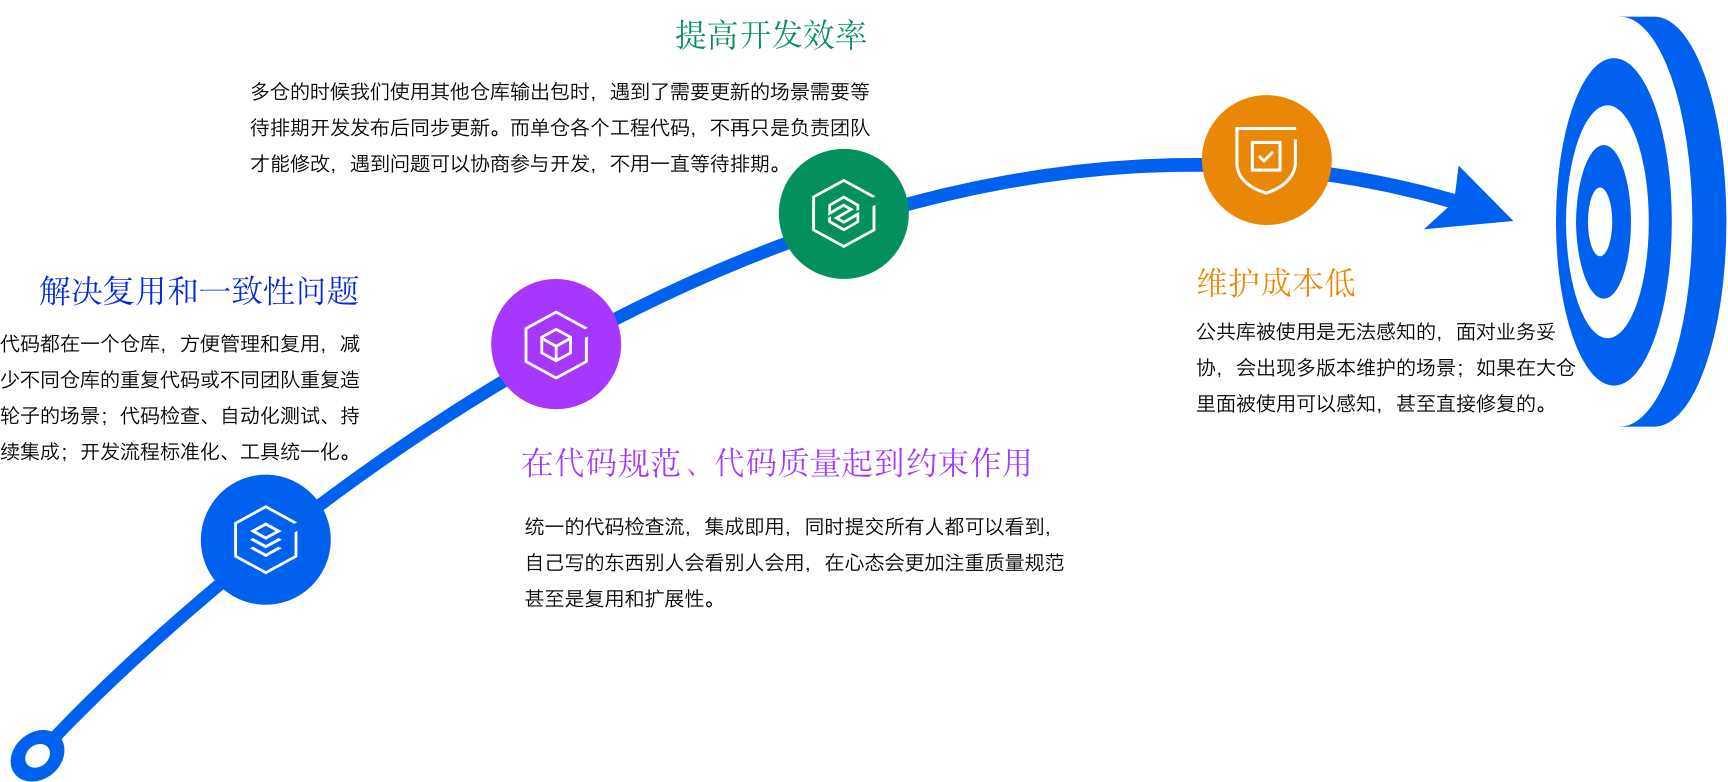 提高开发效率
多仓的时候我们使用其他仓库输出包时，遇到了需要更新的场景需要等
待排期开发发布后同步更新。而单仓各个工程代码，不再只是负责团队
才能修改，遇到问题可以协商参与开发，不用一直等待排期。
解决复用和一致性问题
代码都在一个仓库，方便管理和复用，减
少不同仓库的重复代码或不同团队重复造
轮子的场景；代码检查、自动化测试、持
续集成；开发流程标准化、工具统一化。
在代码规范、代码质量起到约束作用
统一的代码检查流，集成即用，同时提交所有人都可以看到，
自己写的东西别人会看别人会用，在心态会更加注重质量规范
甚至是复用和扩展性。
维护成本低
公共库被使用是无法感知的，面对业务妥
协，会出现多版本维护的场景；如果在大仓
里面被使用可以感知，甚至直接修复的。